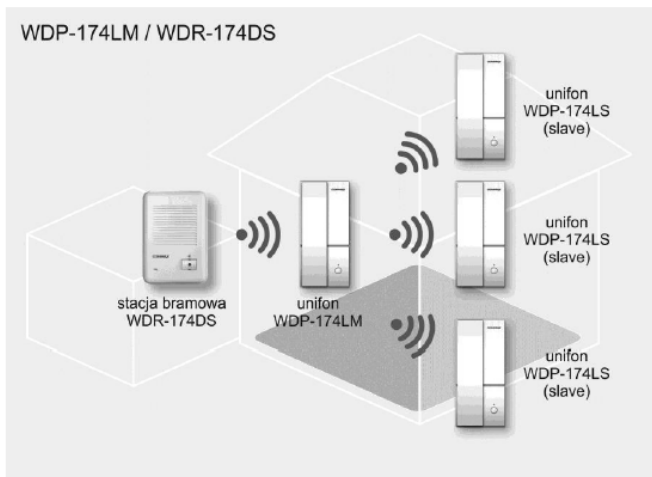 WDP-174LM / WDR-174DS
unifon
WDP-174LS
(slave)
stacja bramowa
WDR-174DS
unifon
WDP-174LM
unifon
WDP-174LS
(slave)
unifon
WDP-174LS
(slave)